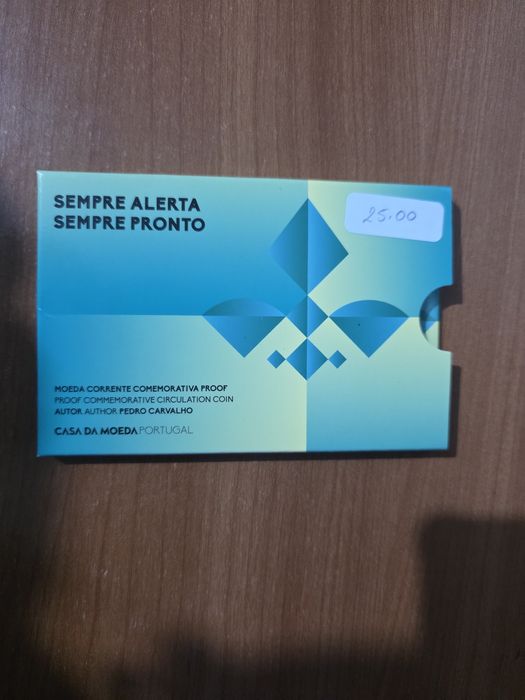 SEMPRE ALERTA
SEMPRE PRONTO
25.00
MOEDA CORRENTE COMEMORATIVA PROOF
PROOF COMMEMORATIVE CIRCULATION COIN
AUTOR AUTHOR PEDRO CARVALHO
CASA DA MOEDA PORTUGAL